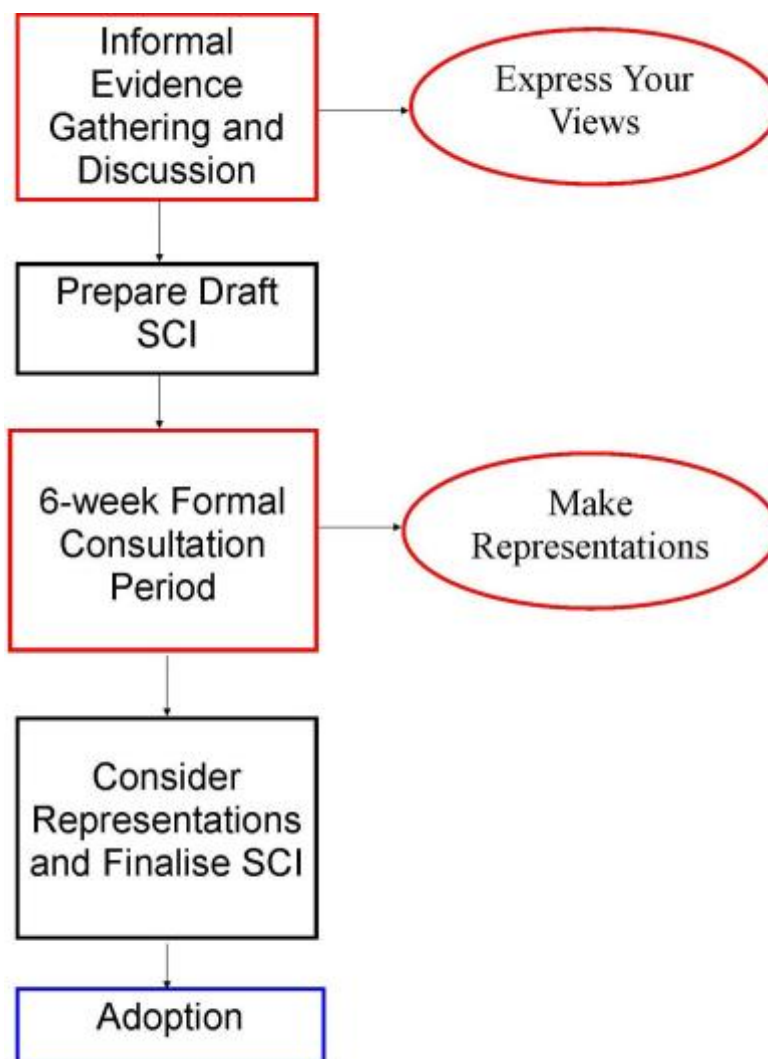 Informal
Evidence
Gathering and
Discussion
Express Your
Views
Prepare Draft
SCI
6-week Formal
Consultation
Period
Make
Representations
Consider
Representations
and Finalise SCI
Adoption